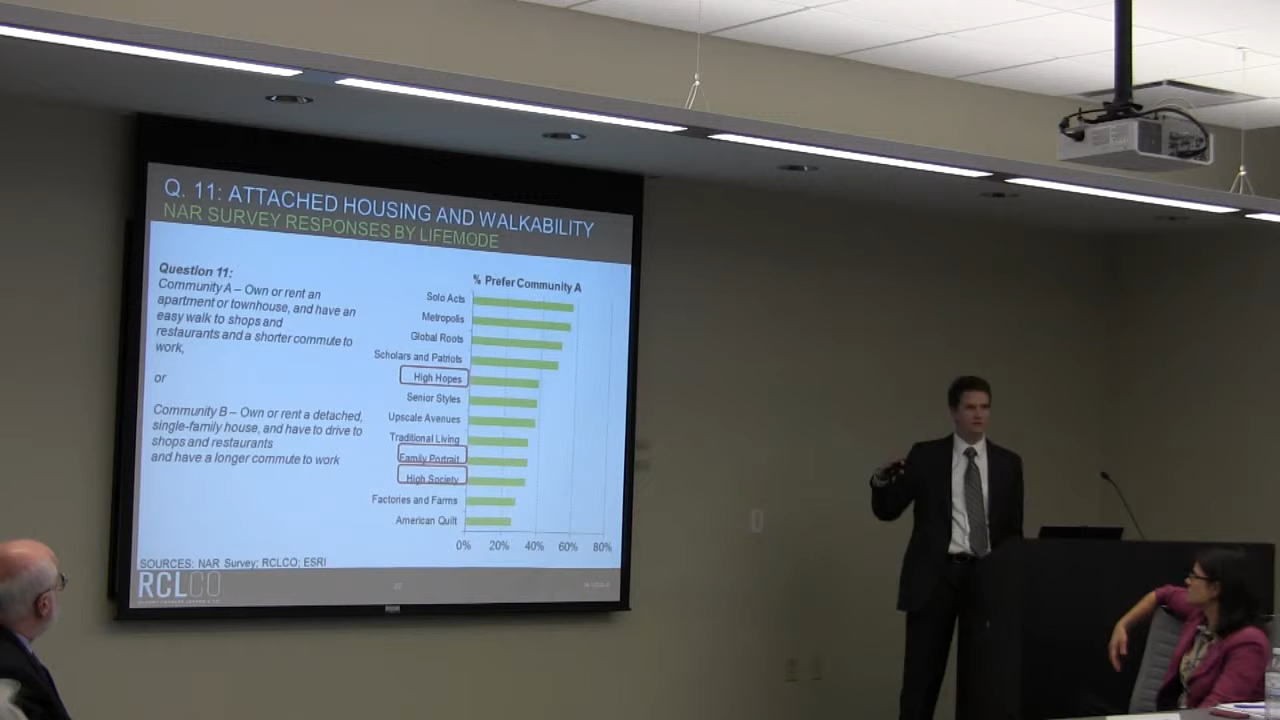 Q. 11: ATTACHED HOUSING AND WALKABILITY
NAR SURVEY RESPONSES BY LIFEMODE
Question 11:
Community A – Own or rent an
apartment or townhouse, and have an
easy walk to shops and
restaurants and a shorter commute to
work,
or
Community B – Own or rent a detached,
single-family house, and have to drive to
shops and restaurants
and have a longer commute to work
% Prefer Community A
Solo Acts
Metropolis
Global Roots
Scholars and Patriots
High Hopes
Senior Styles
Upscale Avenues
Traditional Living
Family Portrait
High Society
Factories and Farms
American Quilt
0% 20% 40% 60% 80%
SOURCES: NAR Survey; RCLCO; ESRI
RCLCO